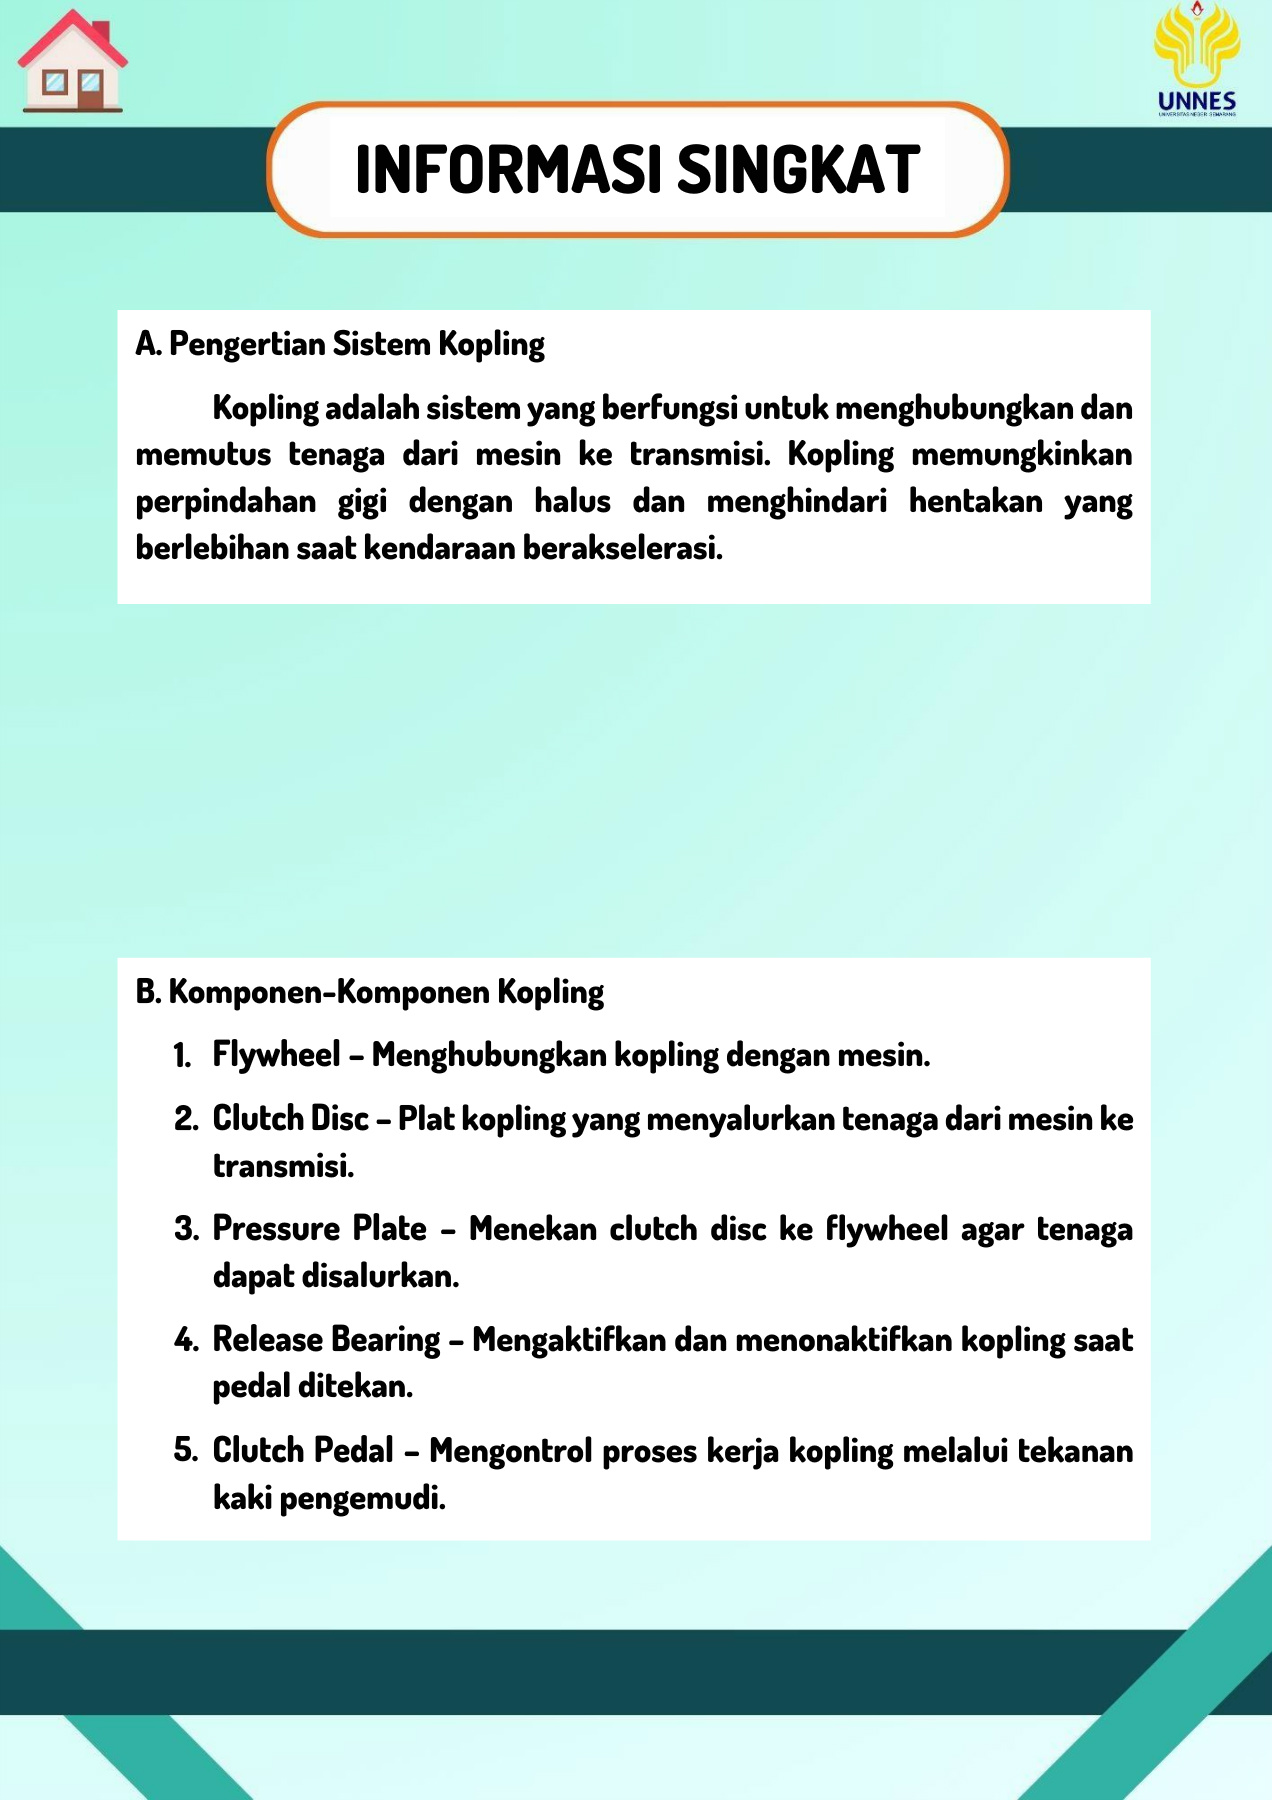 UNNES
UNIVERSITAS NEGERI SEMARANG
INFORMASI SINGKAT
A. Pengertian Sistem Kopling
Kopling adalah sistem yang berfungsi untuk menghubungkan dan
memutus tenaga dari mesin ke transmisi. Kopling memungkinkan
perpindahan gigi dengan halus dan menghindari hentakan yang
berlebihan saat kendaraan berakselerasi.
B. Komponen-Komponen Kopling
1. Flywheel – Menghubungkan kopling dengan mesin.
2. Clutch Disc – Plat kopling yang menyalurkan tenaga dari mesin ke
transmisi.
3. Pressure Plate – Menekan clutch disc ke flywheel agar tenaga
dapat disalurkan.
4. Release Bearing – Mengaktifkan dan menonaktifkan kopling saat
pedal ditekan.
5. Clutch Pedal – Mengontrol proses kerja kopling melalui tekanan
kaki pengemudi.